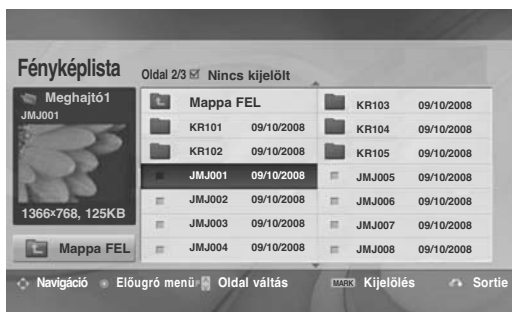 Fényképlista
Oldal 2/3 Nincs kijelölt
Meghajtó1
JMJ001
1366x768, 125KB
Mappa FEL
Mappa FEL
KR101 09/10/2008
KR102 09/10/2008
JMJ001 09/10/2008
JMJ002 09/10/2008
JMJ003 09/10/2008
JMJ004 09/10/2008
KR103 09/10/2008
KR104 09/10/2008
KR105 09/10/2008
JMJ005 09/10/2008
JMJ006 09/10/2008
JMJ007 09/10/2008
JMJ008 09/10/2008
Navigáció Előugró menü Oldal váltás MARK Kijelölés Sortie